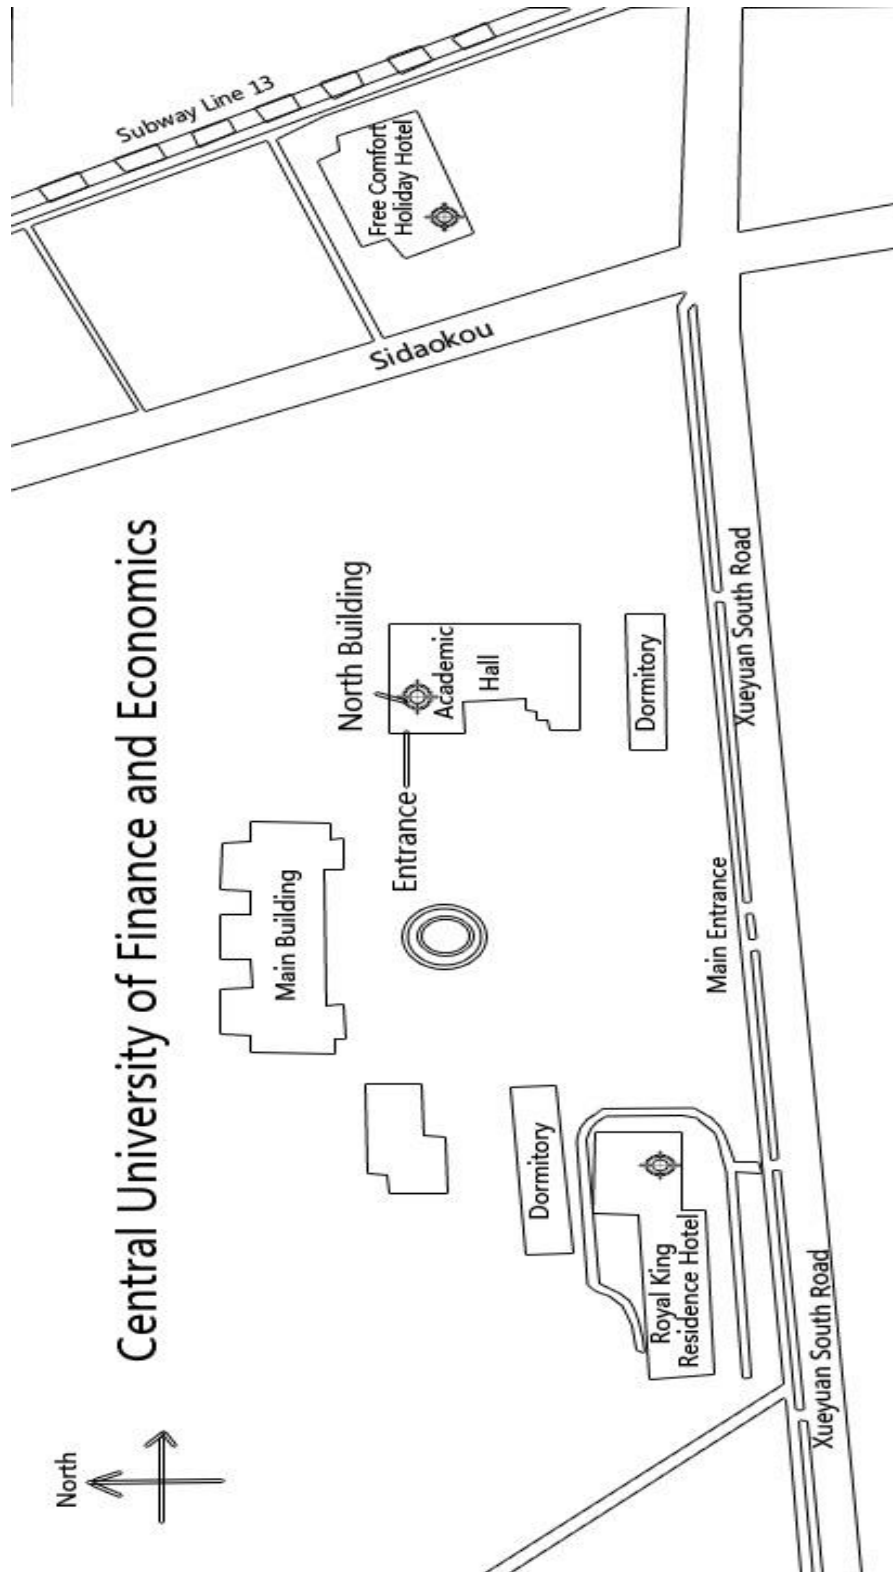 Subway Line 13
Free Comfort
Holiday Hotel
Sidaokou
Central University of Finance and Economics
North Building
Academic
Hall
Dormitory
Xueyuan South Road
Entrance
Main Building
Main Entrance
Dormitory
Royal King
Residence Hotel
Xueyuan South Road
North